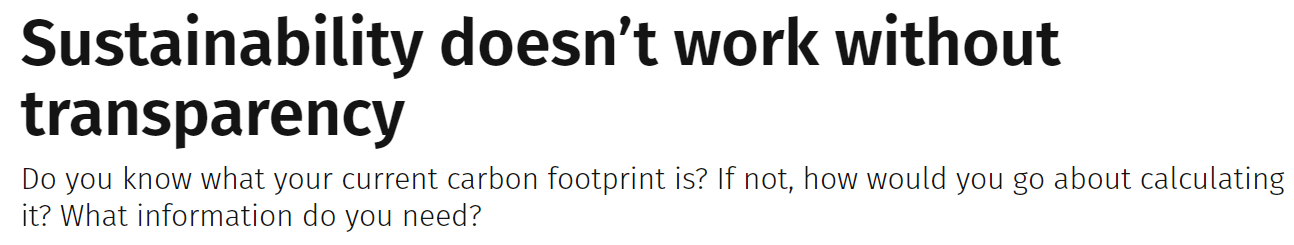 Sustainability doesn’t work without
transparency
Do you know what your current carbon footprint is? If not, how would you go about calculating
it? What information do you need?